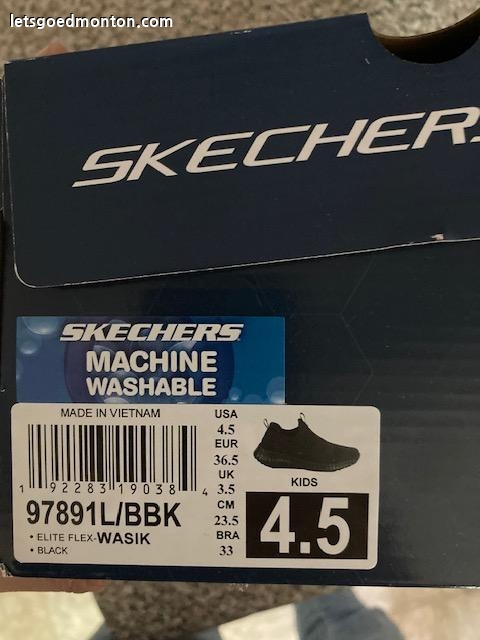 letsgoedmonton.com
SKECHERS
SKECHERS
MACHINE
WASHABLE
MADE IN VIETNAM
1 92283 19038 4
97891L/BBK
• ELITE FLEX-WASIK
• BLACK
USA
4.5
EUR
36.5
UK
3.5
CM
23.5
BRA
33
KIDS
4.5